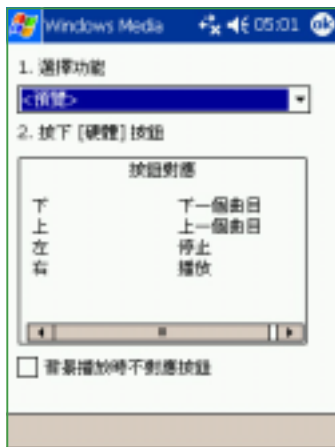 Windows Media 05:01 ok
1. 選擇功能
<預覽>
2. 按下 [硬體] 按鈕
按鈕對應
下 下一個曲目
上 上一個曲目
左 停止
右 播放
背景播放時不對應按鈕